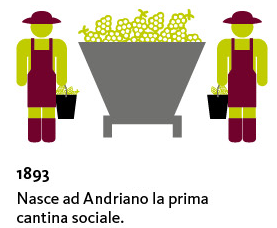 1893
Nasce ad Andriano la prima
cantina sociale.